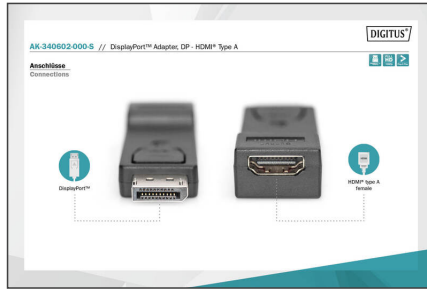 DIGITUS®
AK-340602-000-S // DisplayPort™ Adapter, DP - HDMI® Type A
Anschlüsse
Connections
DisplayPort™
HDMI® type A
female